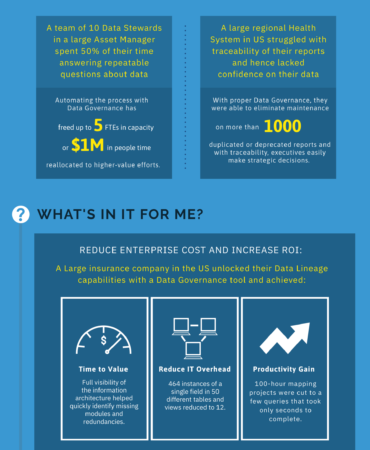 A team of 10 Data Stewards
in a large Asset Manager
spent 50% of their time
answering repeatable
questions about data
Automating the process with
Data Governance has
freed up to 5 FTEs in capacity
or $1M in people time
reallocated to higher-value efforts.
A large regional Health
System in US struggled with
traceability of their reports
and hence lacked
confidence on their data
With proper Data Governance, they
were able to eliminate maintenance
on more than 1000
duplicated or deprecated reports and
with traceability, executives easily
make strategic decisions.
? WHAT'S IN IT FOR ME?
REDUCE ENTERPRISE COST AND INCREASE ROI:
A Large insurance company in the US unlocked their Data Lineage
capabilities with a Data Governance tool and achieved:
$
Time to Value
Full visibility of
the information
architecture helped
quickly identify missing
modules and
redundancies.
Reduce IT Overhead
464 instances of
a single field in 50
different tables and
views reduced to 12.
Productivity Gain
100-hour mapping
projects were cut to a
few queries that took
only seconds to
complete.